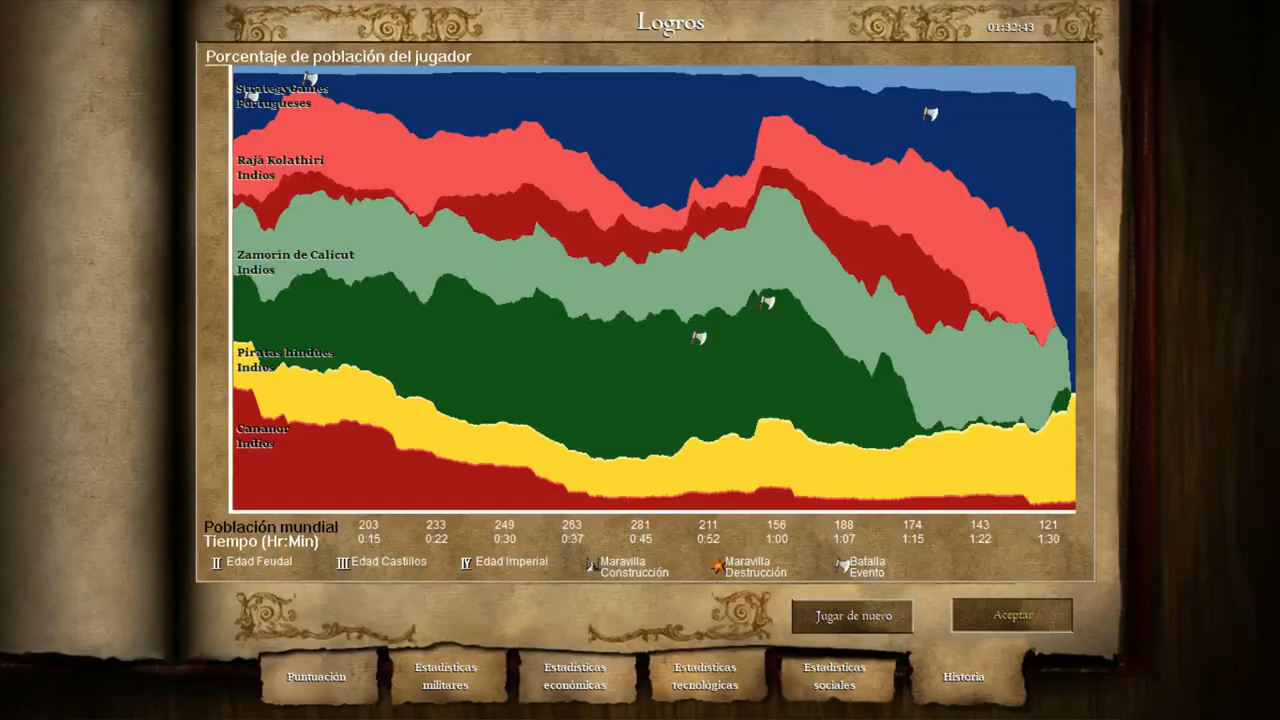 Logros
01:32:43
Porcentaje de población del jugador
StrategyGames
Portugueses
Rajá Kolathiri
Indios
Zamorín de Calicut
Indios
Piratas hindúes
Indios
Cananor
Indios
Población mundial 203 233 249 263 281 211 156 188 174 143 121
Tiempo (Hr:Min) 0:15 0:22 0:30 0:37 0:45 0:52 1:00 1:07 1:15 1:22 1:30
II Edad Feudal III Edad Castillos IV Edad Imperial Maravilla Construcción Maravilla Destrucción Batalla Evento
Jugar de nuevo
Aceptar
Puntuación
Estadísticas militares
Estadísticas económicas
Estadísticas tecnológicas
Estadísticas sociales
Historia